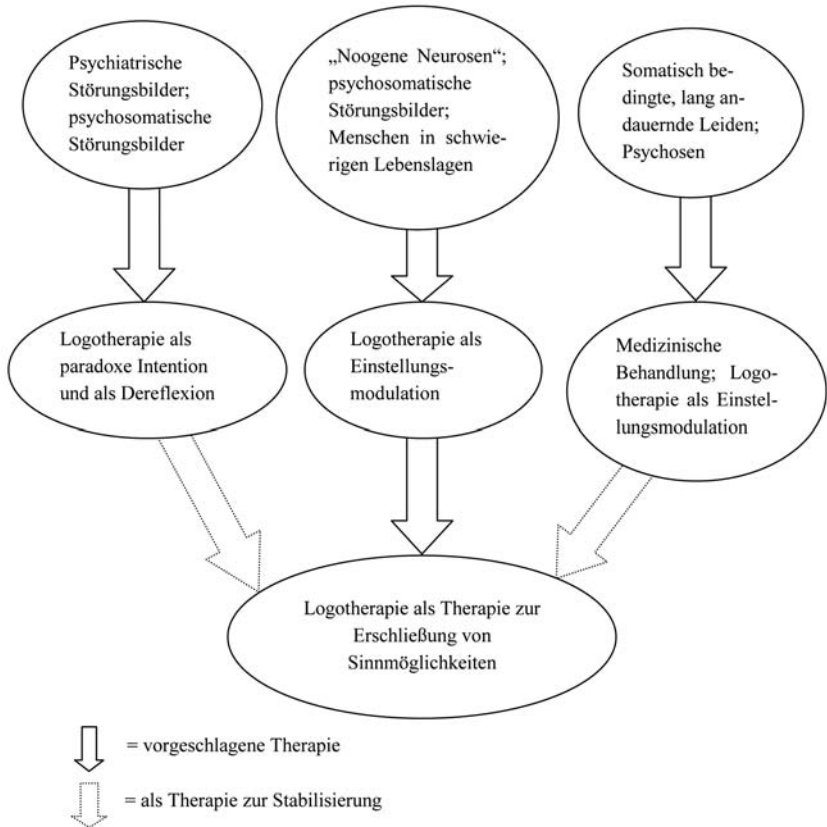 Psychiatrische
Störungsbilder;
psychosomatische
Störungsbilder
„Noogene Neurosen“;
psychosomatische
Störungsbilder;
Menschen in schwie-
rigen Lebenslagen
Somatisch be-
dingte, lang an-
dauernde Leiden;
Psychosen
Logotherapie als
paradoxe Intention
und als Dereflexion
Logotherapie als
Einstellungs-
modulation
Medizinische
Behandlung; Logo-
therapie als Einstel-
lungsmodulation
Logotherapie als Therapie zur
Erschließung von
Sinnmöglichkeiten
= vorgeschlagene Therapie
= als Therapie zur Stabilisierung